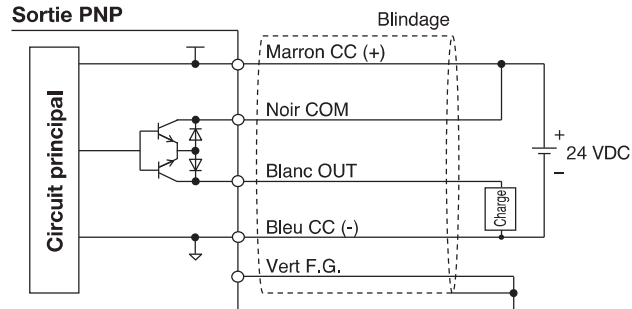 Sortie PNP
Blindage
Marron CC (+)
Noir COM
Circuit principal
+
24 VDC
−
Blanc OUT
Charge
Bleu CC (-)
Vert F.G.